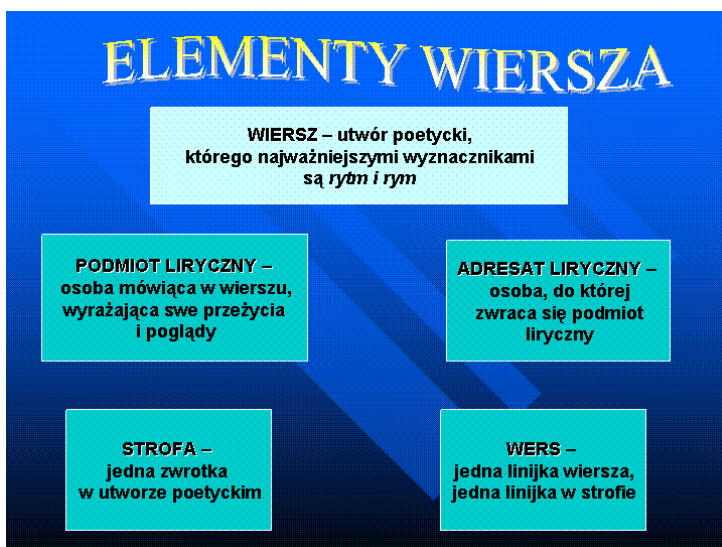 ELEMENTY WIERSZA
WIERSZ – utwór poetycki,
którego najważniejszymi wyznacznikami
są rytm i rym
PODMIOT LIRYCZNY –
osoba mówiąca w wierszu,
wyrażająca swe przeżycia
i poglądy
ADRESAT LIRYCZNY –
osoba, do której
zwraca się podmiot
liryczny
STROFA –
jedna zwrotka
w utworze poetyckim
WERS –
jedna linijka wiersza,
jedna linijka w strofie